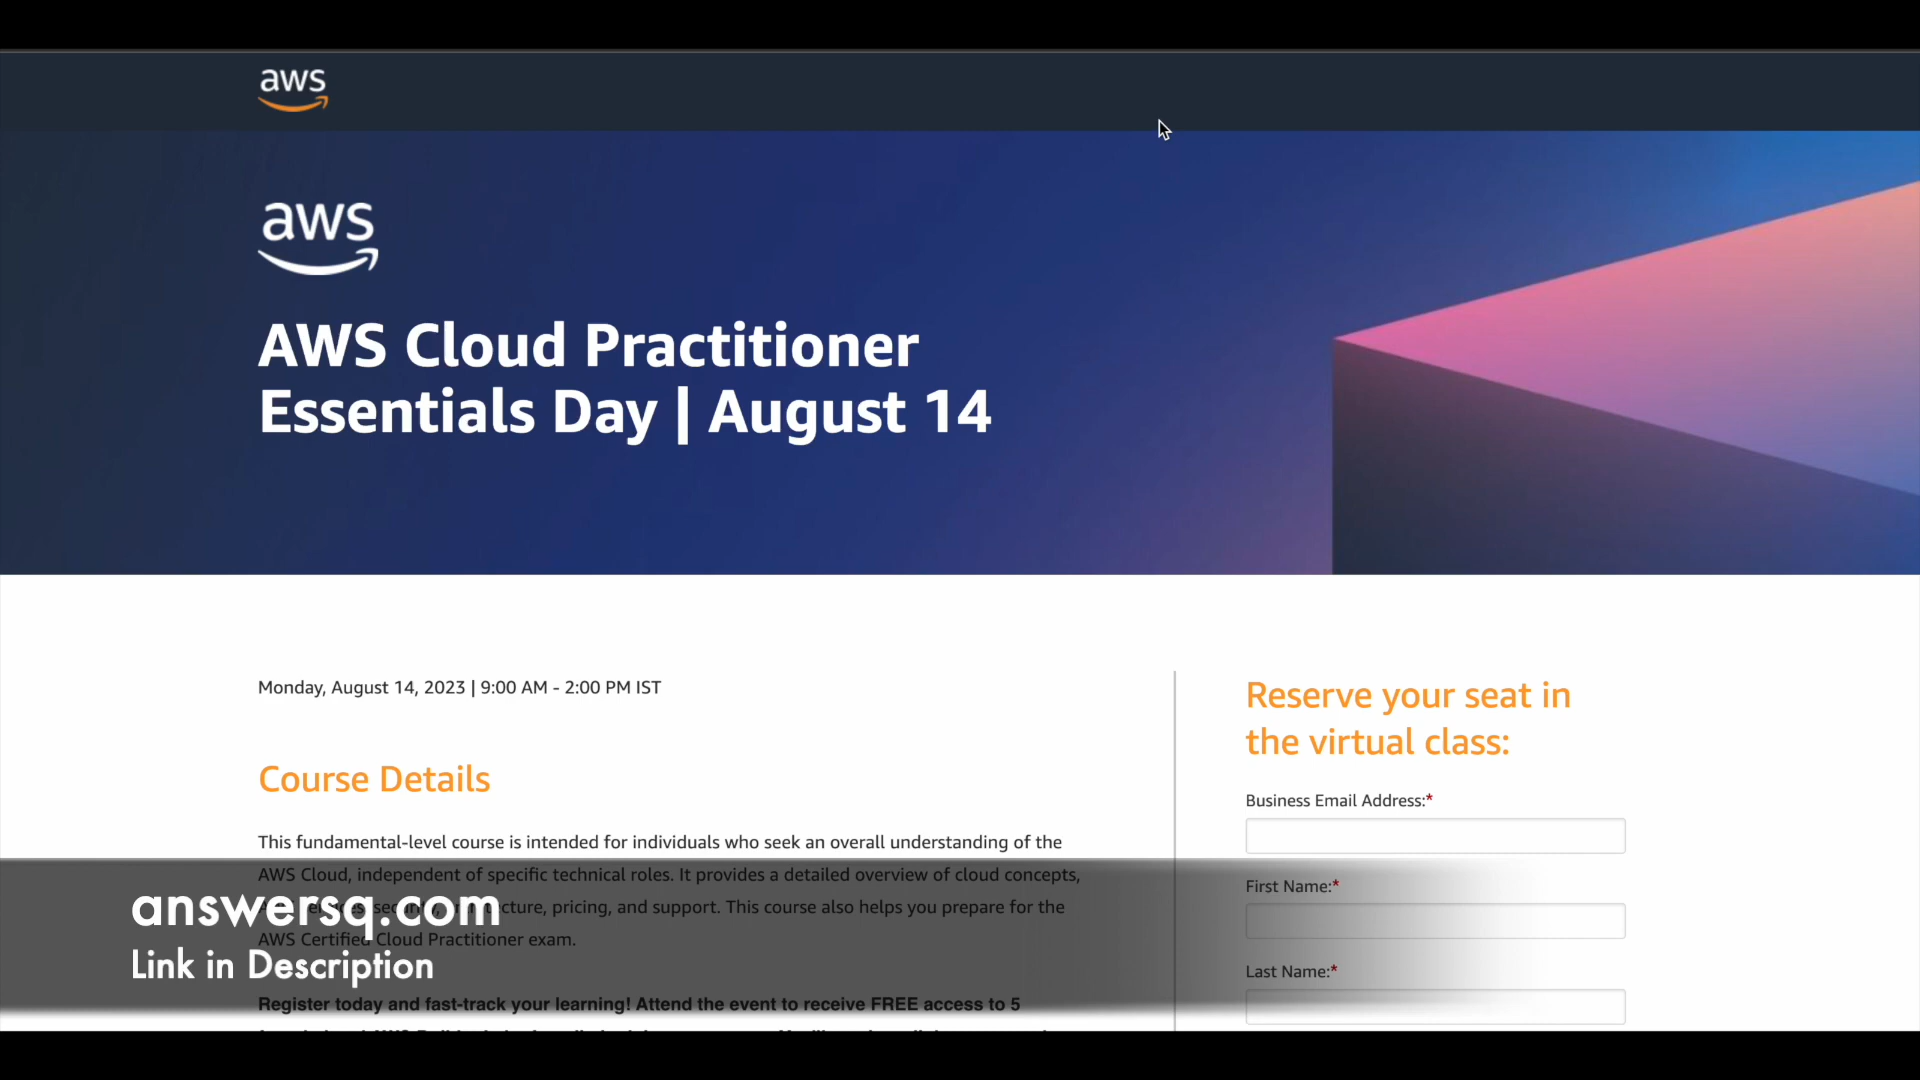 aws
aws
AWS Cloud Practitioner
Essentials Day | August 14
Monday, August 14, 2023 | 9:00 AM - 2:00 PM IST
Course Details
This fundamental-level course is intended for individuals who seek an overall understanding of the
AWS Cloud, independent of specific technical roles. It provides a detailed overview of cloud concepts,
pricing, and support. This course also helps you prepare for the
AWS Certified Cloud Practitioner exam.
Register today and fast-track your learning! Attend the event to receive FREE access to 5
Reserve your seat in
the virtual class:
Business Email Address:*
First Name:*
Last Name:*
answersq.com
Link in Description